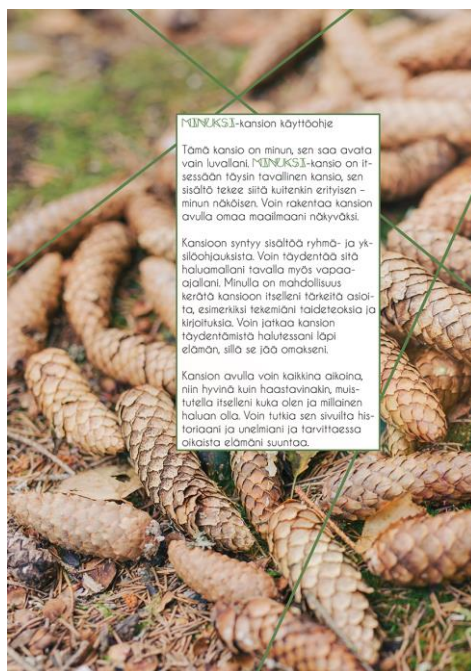 MINUKSI-kansion käyttöohje
Tämä kansio on minun, sen saa avata
vain luvallani. MINUKSI-kansio on it-
sessään täysin tavallinen kansio, sen
sisältö tekee siitä kuitenkin erityisen –
minun näköisen. Voin rakentaa kansion
avulla omaa maailmaani näkyväksi.
Kansioon syntyy sisältöä ryhmä- ja yk-
silöohjauksista. Voin täydentää sitä
haluamallani tavalla myös vapaa-
ajallani. Minulla on mahdollisuus
kerätä kansioon itselleni tärkeitä asioi-
ta, esimerkiksi tekemiäni taideteoksia ja
kirjoituksia. Voin jatkaa kansion
täydentämistä halutessani läpi
elämän, sillä se jää omakseni.
Kansion avulla voin kaikkina aikoina,
niin hyvinä kuin haastavinakin, muis-
tutella itselleni kuka olen ja millainen
haluan olla. Voin tutkia sen sivuilta his-
toriaani ja unelmiani ja tarvittaessa
oikaista elämäni suuntaa.